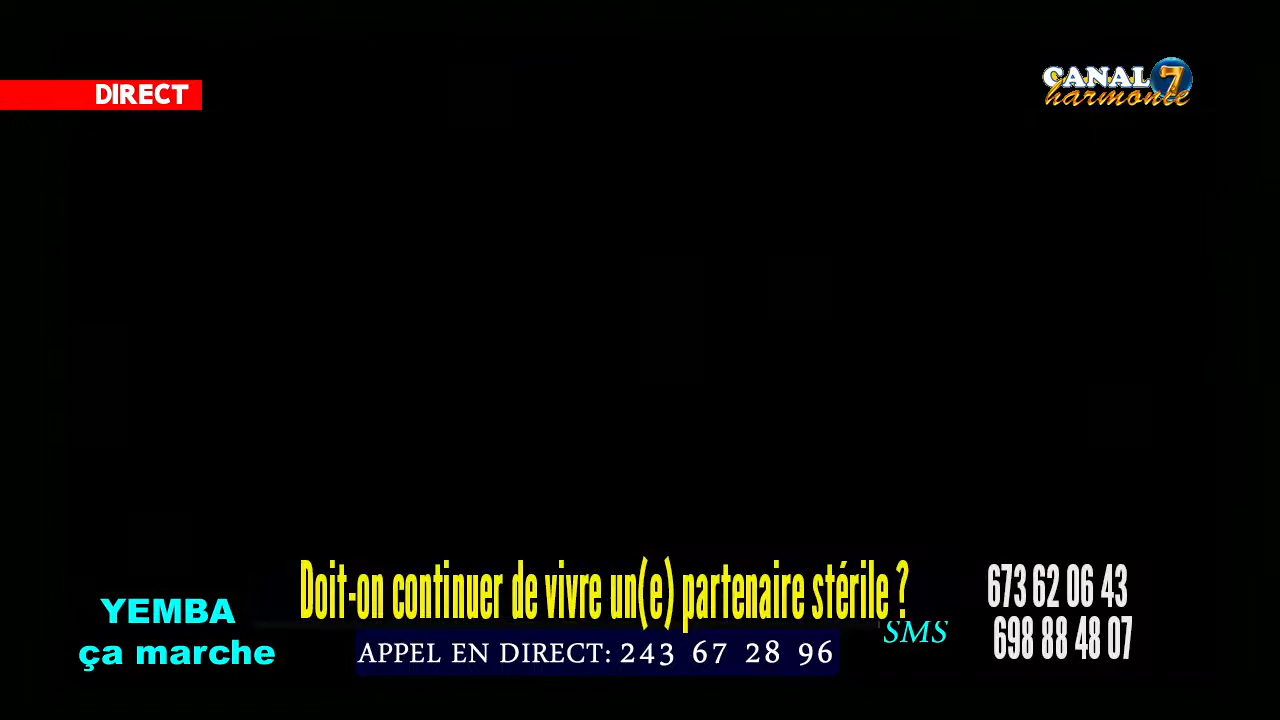 DIRECT
CANAL 7
harmonie
Doit-on continuer de vivre un(e) partenaire stérile ?
673 62 06 43
YEMBA
ça marche
SMS
698 88 48 07
APPEL EN DIRECT: 243 67 28 96